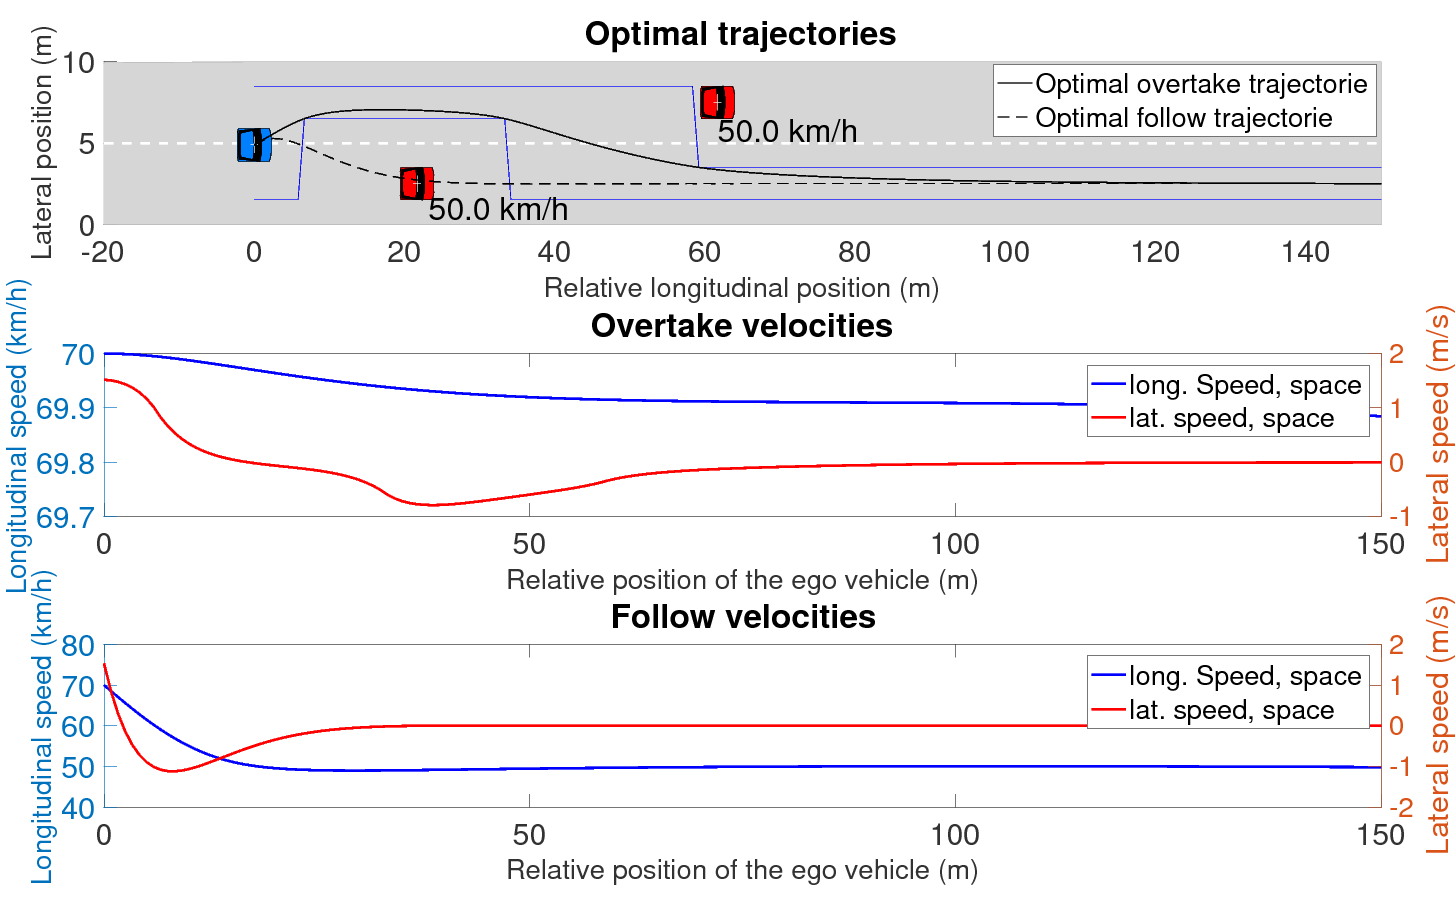 Optimal trajectories
Lateral position (m)
10
5
0
Optimal overtake trajectorie
Optimal follow trajectorie
50.0 km/h
50.0 km/h
-20 0 20 40 60 80 100 120 140
Relative longitudinal position (m)
Overtake velocities
Longitudinal speed (km/h)
70
69.9
69.8
69.7
long. Speed, space
lat. speed, space
2
1
0
-1
Lateral speed (m/s)
0 50 100 150
Relative position of the ego vehicle (m)
Follow velocities
Longitudinal speed (km/h)
80
70
60
50
40
long. Speed, space
lat. speed, space
2
1
0
-1
-2
Lateral speed (m/s)
0 50 100 150
Relative position of the ego vehicle (m)